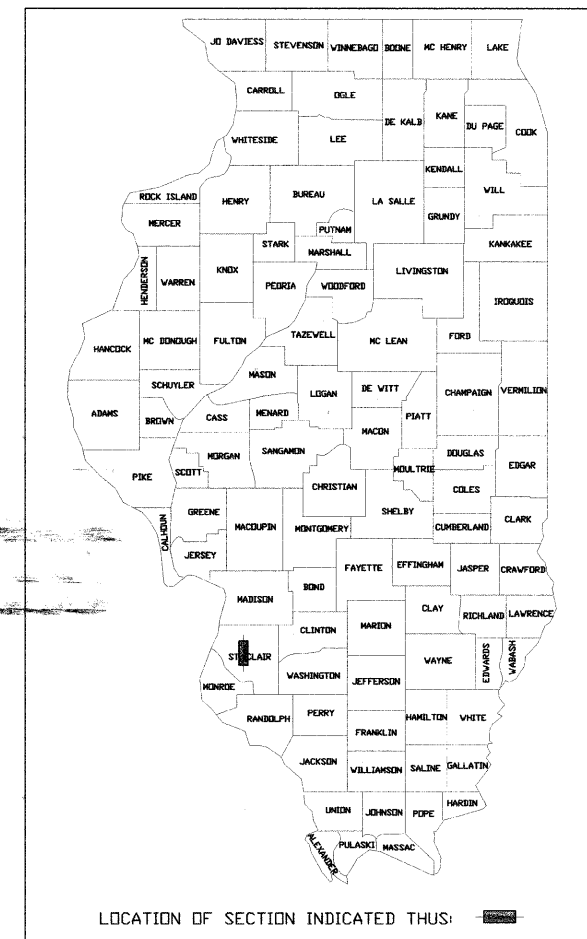 JO DAVIESS STEVENSON WINNEBAGO BOONE MC HENRY LAKE
CARROLL OGLE DE KALB KANE DU PAGE COOK
WHITESIDE LEE KENDALL WILL
ROCK ISLAND HENRY BUREAU LA SALLE GRUNDY
MERCER STARK PUTNAM MARSHALL KANKAKEE
HENDERSON WARREN KNOX PEORIA WOODFORD LIVINGSTON IROQUOIS
HANCOCK MC DONOUGH FULTON TAZEWELL MC LEAN FORD
SCHUYLER MASON LOGAN DE WITT CHAMPAIGN VERMILION
ADAMS BROWN CASS MENARD MACON PIATT
PIKE SCOTT MORGAN SANGAMON CHRISTIAN MOULTRIE DOUGLAS EDGAR
COLES
CALHOUN GREENE MACOUPIN MONTGOMERY SHELBY CUMBERLAND CLARK
JERSEY FAYETTE EFFINGHAM JASPER CRAWFORD
MADISON BOND CLAY RICHLAND LAWRENCE
CLINTON MARION
ST CLAIR WASHINGTON JEFFERSON WAYNE EDWARDS WABASH
MONROE
RANDOLPH PERRY FRANKLIN HAMILTON WHITE
JACKSON WILLIAMSON SALINE GALLATIN
UNION JOHNSON POPE HARDIN
ALEXANDER PULASKI MASSAC
LOCATION OF SECTION INDICATED THUS: